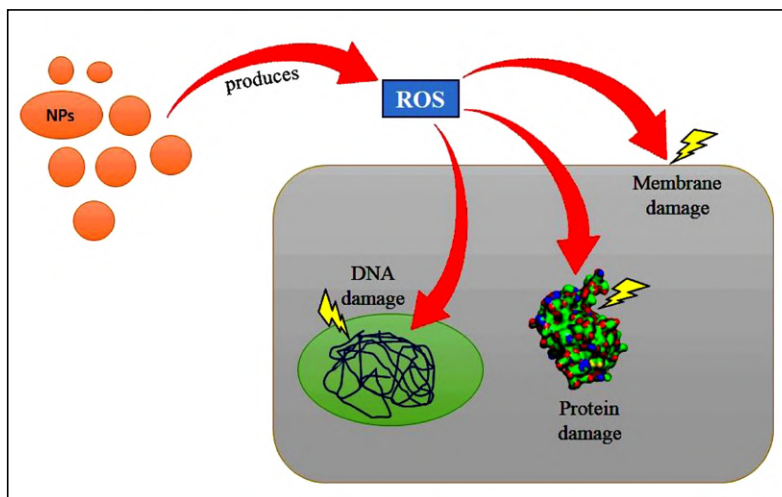 NPs
produces
ROS
Membrane
damage
DNA
damage
Protein
damage